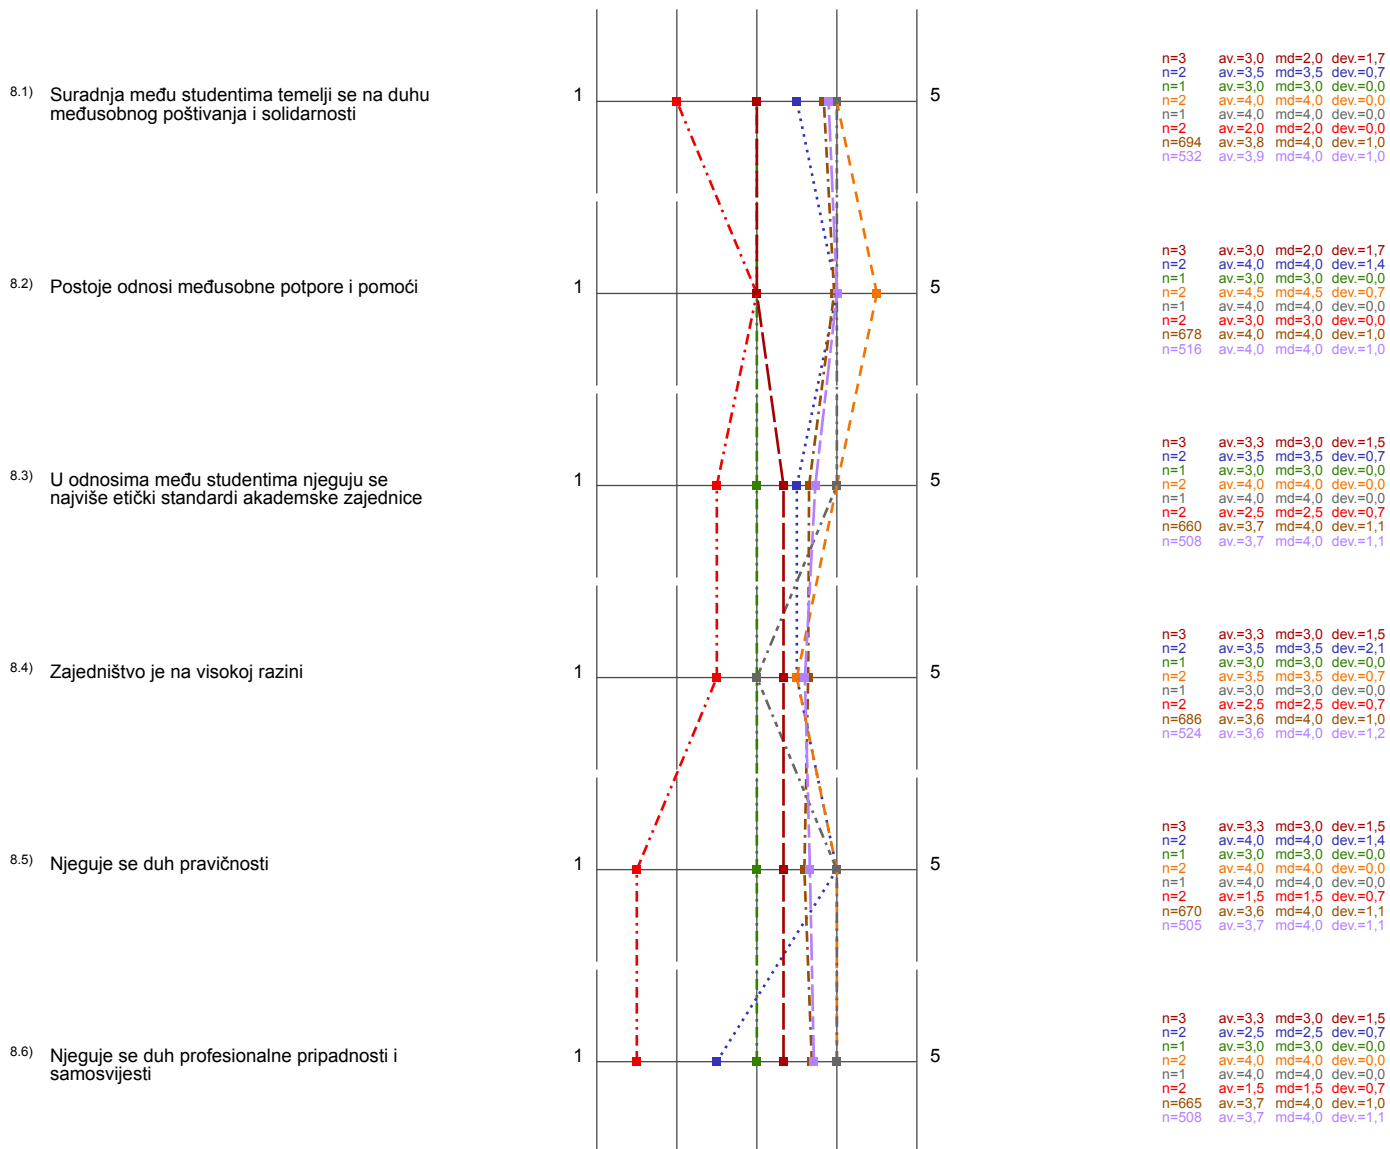 n=3 av.=3,0 md=2,0 dev.=1,7
n=2 av.=3,5 md=3,5 dev.=0,7
n=1 av.=3,0 md=3,0 dev.=0,0
8.1) Suradnja među studentima temelji se na duhu 1 5 n=2 av.=4,0 md=4,0 dev.=0,0
međusobnog poštivanja i solidarnosti n=1 av.=4,0 md=4,0 dev.=0,0
n=2 av.=2,0 md=2,0 dev.=0,0
n=694 av.=3,8 md=4,0 dev.=1,0
n=532 av.=3,9 md=4,0 dev.=1,0
n=3 av.=3,0 md=2,0 dev.=1,7
n=2 av.=4,0 md=4,0 dev.=1,4
n=1 av.=3,0 md=3,0 dev.=0,0
8.2) Postoje odnosi međusobne potpore i pomoći 1 5 n=2 av.=4,5 md=4,5 dev.=0,7
n=1 av.=4,0 md=4,0 dev.=0,0
n=2 av.=3,0 md=3,0 dev.=0,0
n=678 av.=4,0 md=4,0 dev.=1,0
n=516 av.=4,0 md=4,0 dev.=1,0
n=3 av.=3,3 md=3,0 dev.=1,5
n=2 av.=3,5 md=3,5 dev.=0,7
n=1 av.=3,0 md=3,0 dev.=0,0
8.3) U odnosima među studentima njeguju se 1 5 n=2 av.=4,0 md=4,0 dev.=0,0
najviše etički standardi akademske zajednice n=1 av.=4,0 md=4,0 dev.=0,0
n=2 av.=2,5 md=2,5 dev.=0,7
n=660 av.=3,7 md=4,0 dev.=1,1
n=508 av.=3,7 md=4,0 dev.=1,1
n=3 av.=3,3 md=3,0 dev.=1,5
n=2 av.=3,5 md=3,5 dev.=2,1
n=1 av.=3,0 md=3,0 dev.=0,0
8.4) Zajedništvo je na visokoj razini 1 5 n=2 av.=3,5 md=3,5 dev.=0,7
n=1 av.=3,0 md=3,0 dev.=0,0
n=2 av.=2,5 md=2,5 dev.=0,7
n=686 av.=3,6 md=4,0 dev.=1,0
n=524 av.=3,6 md=4,0 dev.=1,2
n=3 av.=3,3 md=3,0 dev.=1,5
n=2 av.=4,0 md=4,0 dev.=1,4
n=1 av.=3,0 md=3,0 dev.=0,0
8.5) Njeguje se duh pravičnosti 1 5 n=2 av.=4,0 md=4,0 dev.=0,0
n=1 av.=4,0 md=4,0 dev.=0,0
n=2 av.=1,5 md=1,5 dev.=0,7
n=670 av.=3,6 md=4,0 dev.=1,1
n=505 av.=3,7 md=4,0 dev.=1,1
n=3 av.=3,3 md=3,0 dev.=1,5
n=2 av.=2,5 md=2,5 dev.=0,7
n=1 av.=3,0 md=3,0 dev.=0,0
8.6) Njeguje se duh profesionalne pripadnosti i 1 5 n=2 av.=4,0 md=4,0 dev.=0,0
samosvijesti n=1 av.=4,0 md=4,0 dev.=0,0
n=2 av.=1,5 md=1,5 dev.=0,7
n=665 av.=3,7 md=4,0 dev.=1,0
n=508 av.=3,7 md=4,0 dev.=1,1